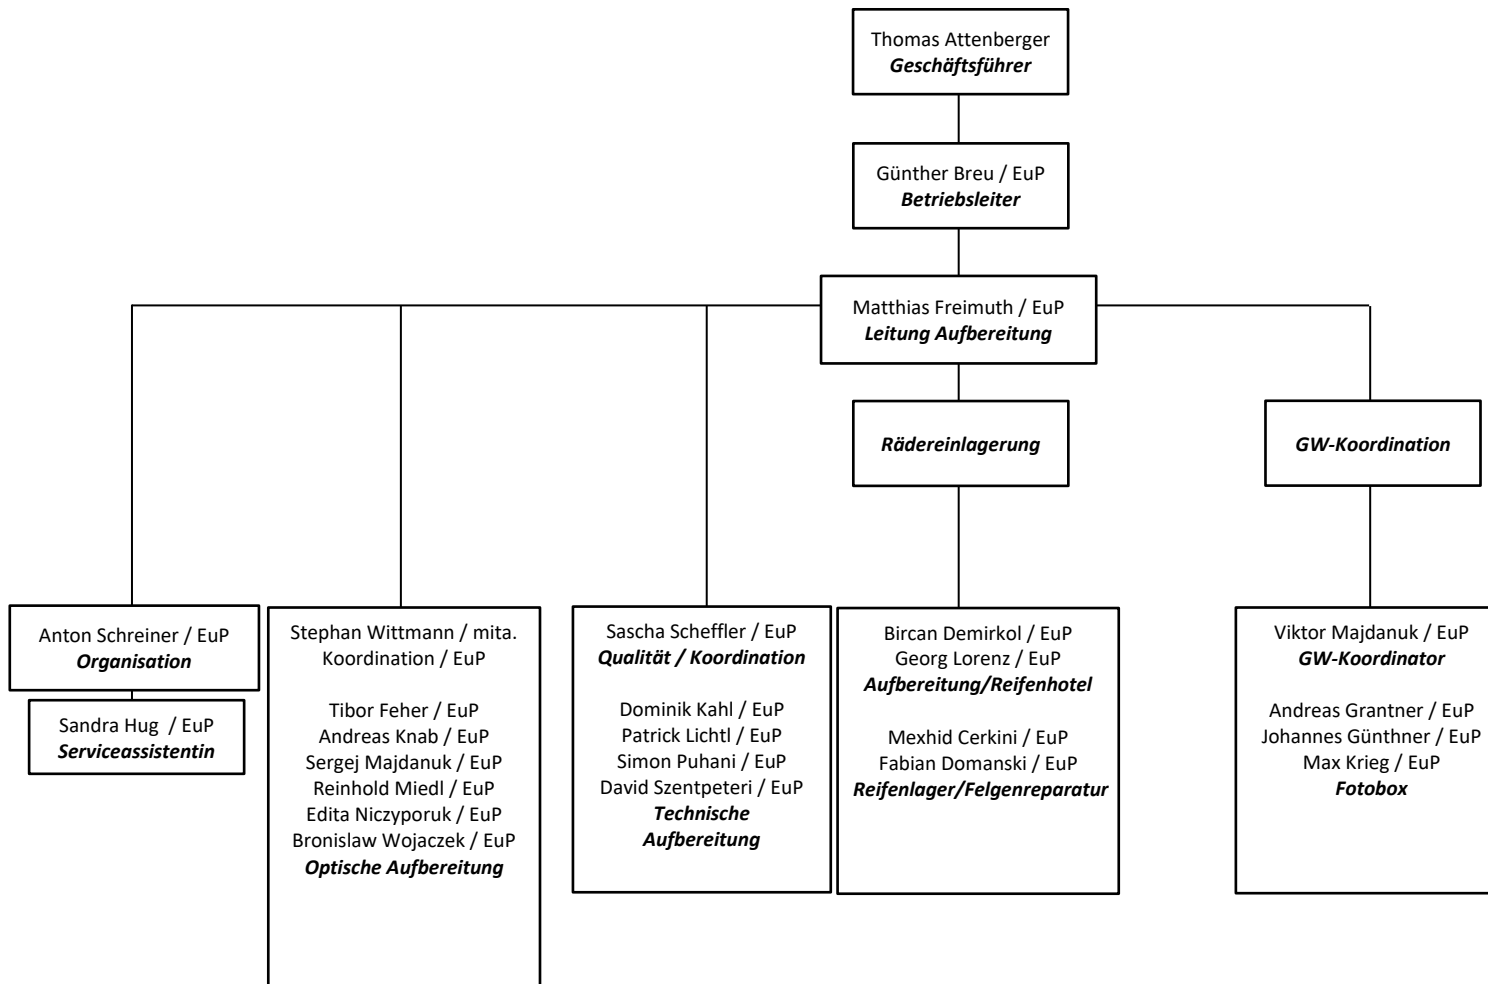 Thomas Attenberger
Geschäftsführer
Günther Breu / EuP
Betriebsleiter
Matthias Freimuth / EuP
Leitung Aufbereitung
Rädereinlagerung
GW-Koordination
Anton Schreiner / EuP
Organisation
Sandra Hug / EuP
Serviceassistentin
Stephan Wittmann / mita.
Koordination / EuP
Tibor Feher / EuP
Andreas Knab / EuP
Sergej Majdanuk / EuP
Reinhold Miedl / EuP
Edita Niczyporuk / EuP
Bronislaw Wojaczek / EuP
Optische Aufbereitung
Sascha Scheffler / EuP
Qualität / Koordination
Dominik Kahl / EuP
Patrick Lichtl / EuP
Simon Puhani / EuP
David Szentpeteri / EuP
Technische
Aufbereitung
Bircan Demirkol / EuP
Georg Lorenz / EuP
Aufbereitung/Reifenhotel
Mexhid Cerkini / EuP
Fabian Domanski / EuP
Reifenlager/Felgenreparatur
Viktor Majdanuk / EuP
GW-Koordinator
Andreas Grantner / EuP
Johannes Günthner / EuP
Max Krieg / EuP
Fotobox